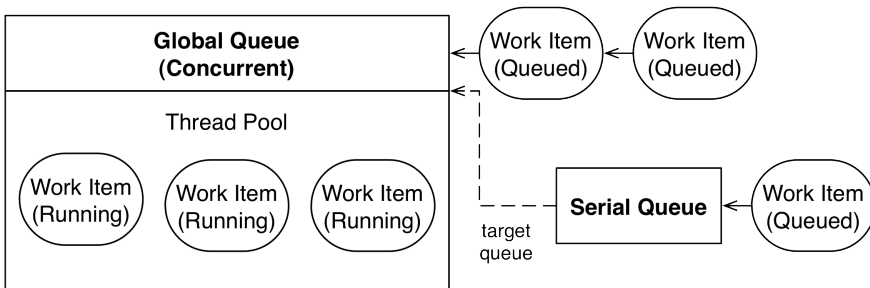 Global Queue
(Concurrent)
Work Item
(Queued)
Work Item
(Queued)
Thread Pool
Work Item
(Running)
Work Item
(Running)
Work Item
(Running)
target
queue
Serial Queue
Work Item
(Queued)